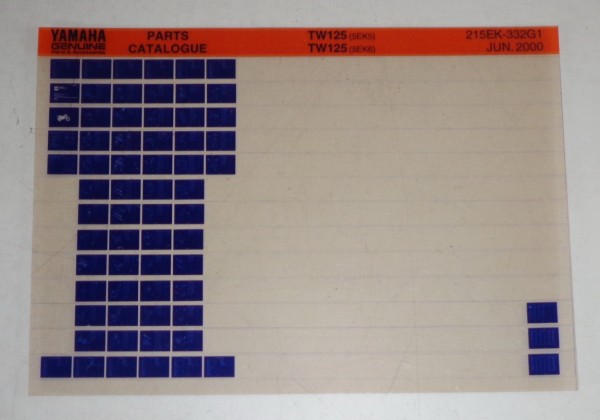 YAMAHA PARTS TW125 (5EK5) 215EK-332G1
GENUINE CATALOGUE TW125 (5EK6) JUN. 2000